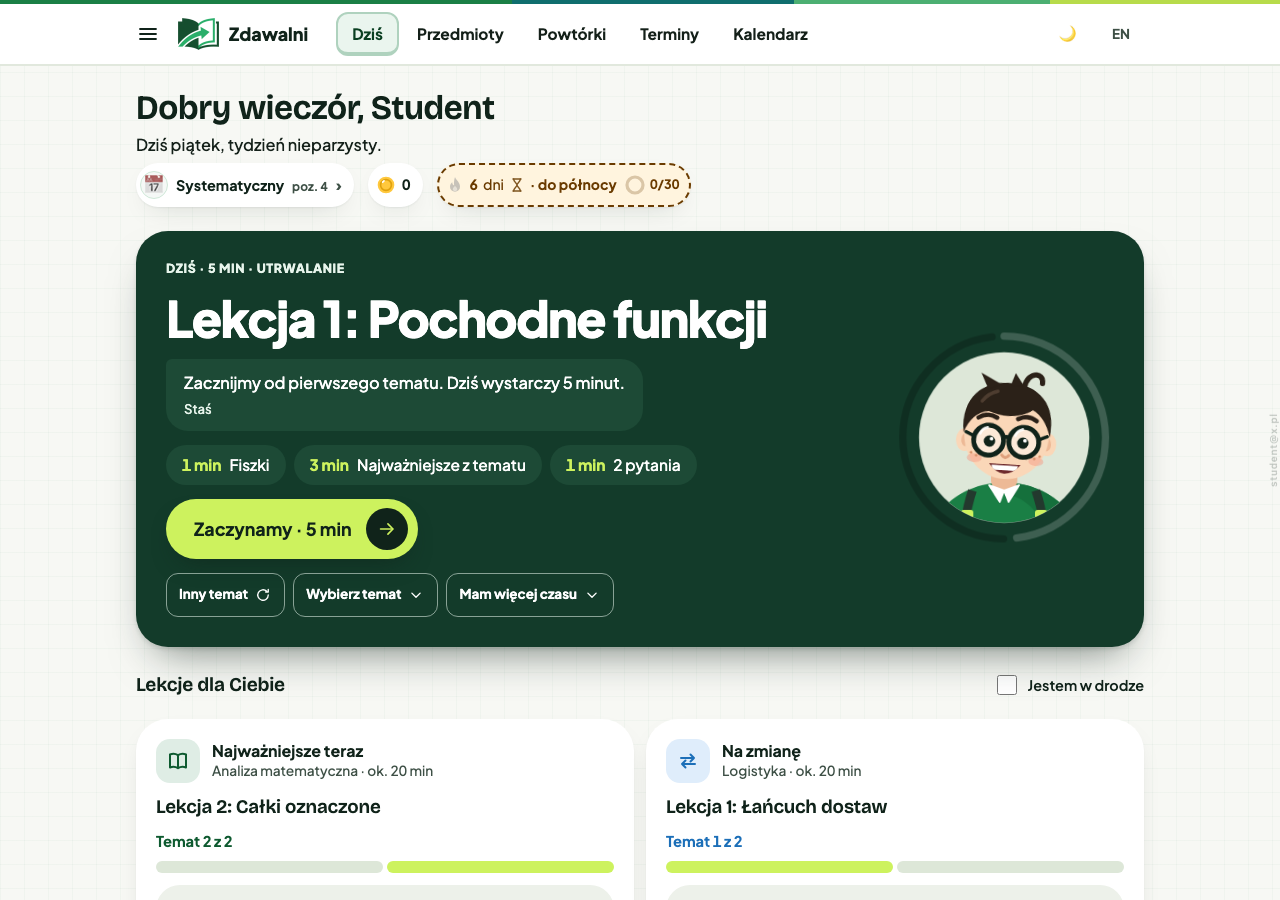 Zdawalni
Dziś
Przedmioty
Powtórki
Terminy
Kalendarz
EN
Dobry wieczór, Student
Dziś piątek, tydzień nieparzysty.
17 Systematyczny poz. 4 ›
0
6 dni · do północy 0/30
DZIŚ · 5 MIN · UTRWALANIE
Lekcja 1: Pochodne funkcji
Zacznijmy od pierwszego tematu. Dziś wystarczy 5 minut.
Staś
1 min Fiszki
3 min Najważniejsze z tematu
1 min 2 pytania
Zaczynamy · 5 min
Inny temat
Wybierz temat
Mam więcej czasu
student@x.pl
Lekcje dla Ciebie
Jestem w drodze
Najważniejsze teraz
Analiza matematyczna · ok. 20 min
Lekcja 2: Całki oznaczone
Temat 2 z 2
Na zmianę
Logistyka · ok. 20 min
Lekcja 1: Łańcuch dostaw
Temat 1 z 2